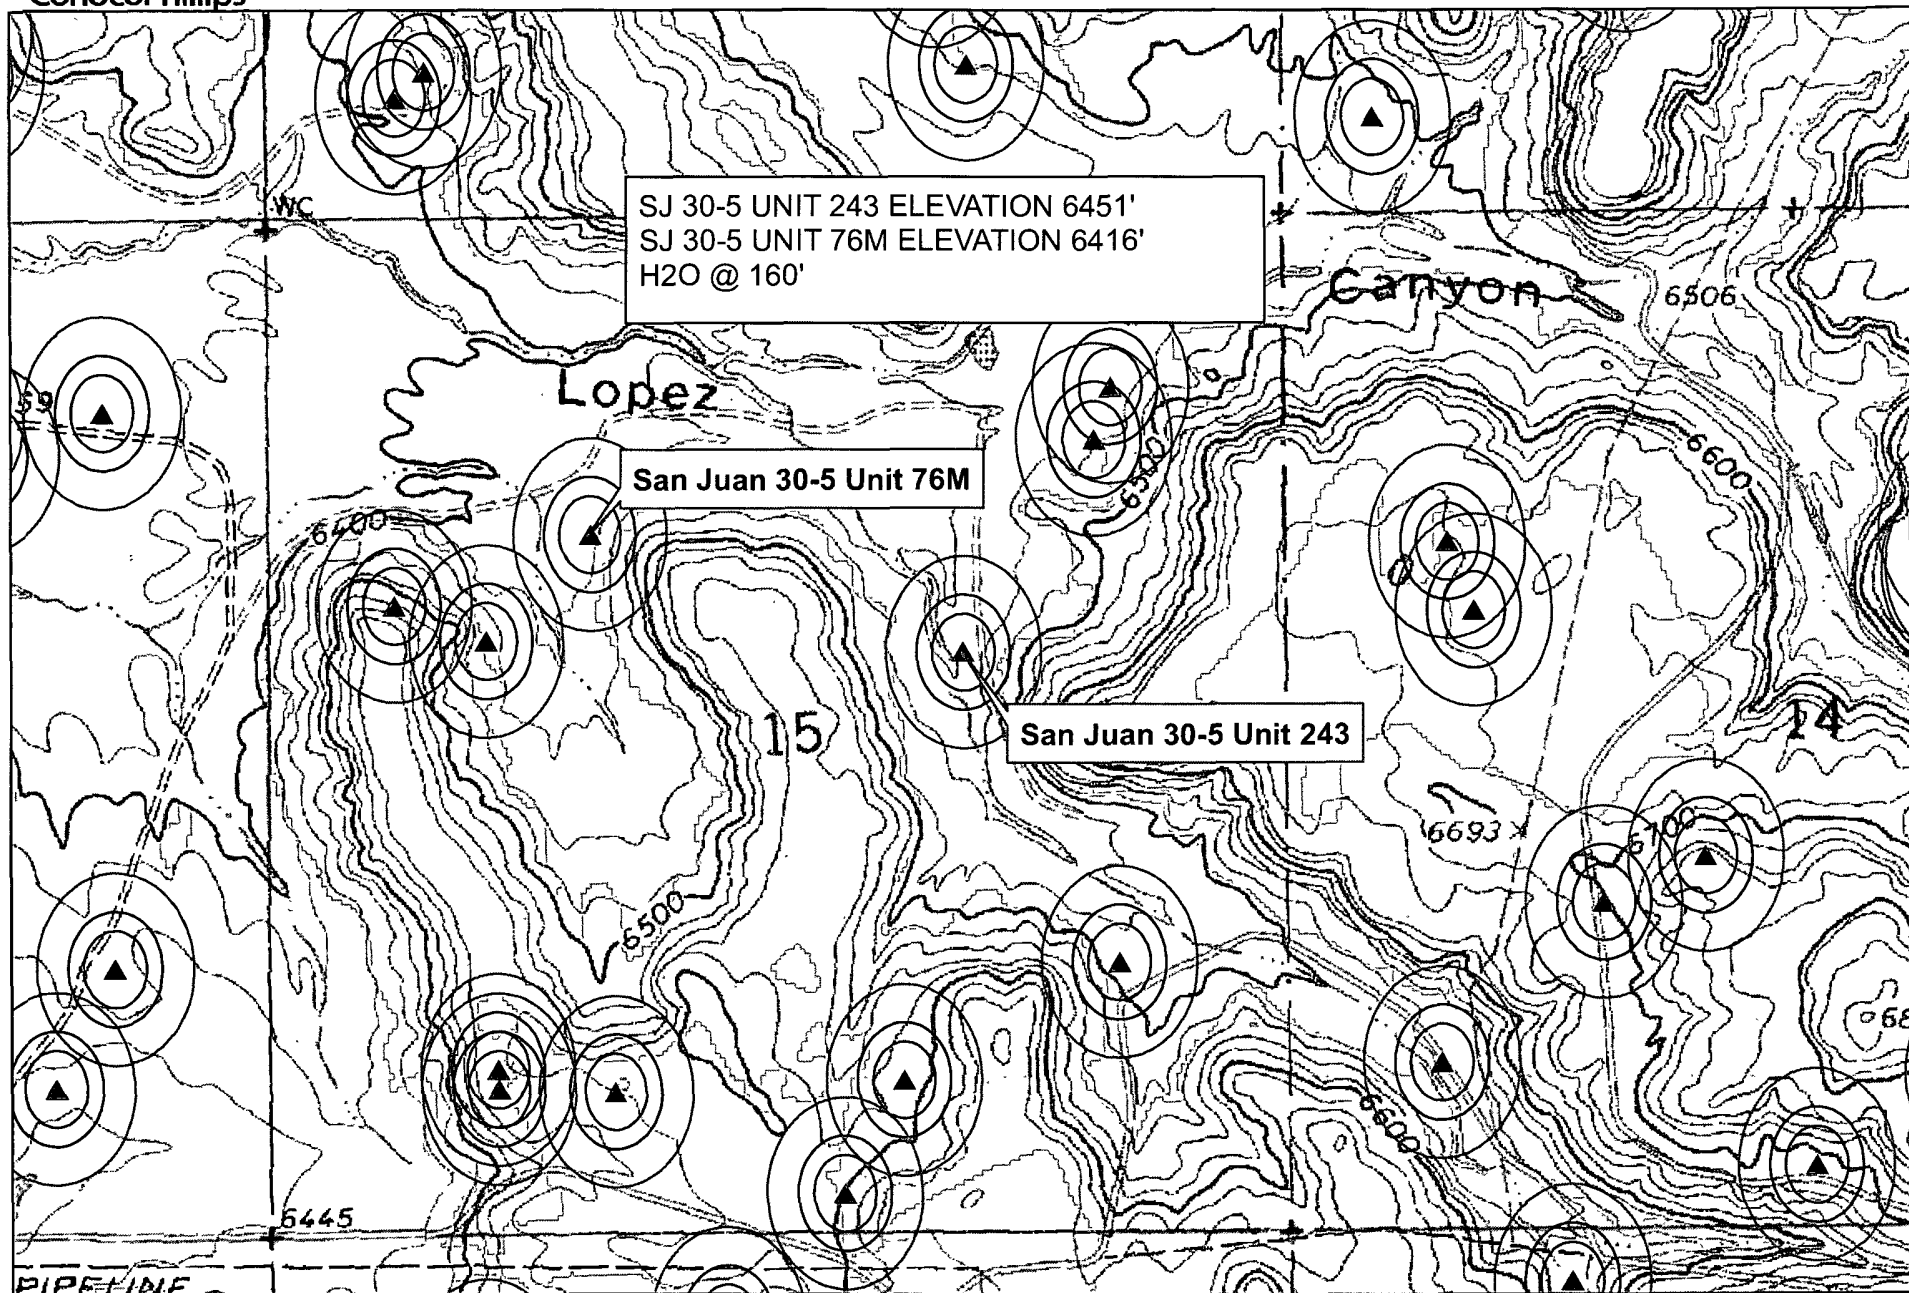 ConocoPhillips
WC
SJ 30-5 UNIT 243 ELEVATION 6451'
SJ 30-5 UNIT 76M ELEVATION 6416'
H2O @ 160'
Canyon
6506
Lopez
6600
San Juan 30-5 Unit 76M
6500
6400
15
14
San Juan 30-5 Unit 243
6693
6700
6500
6600
6445
PIPELINE